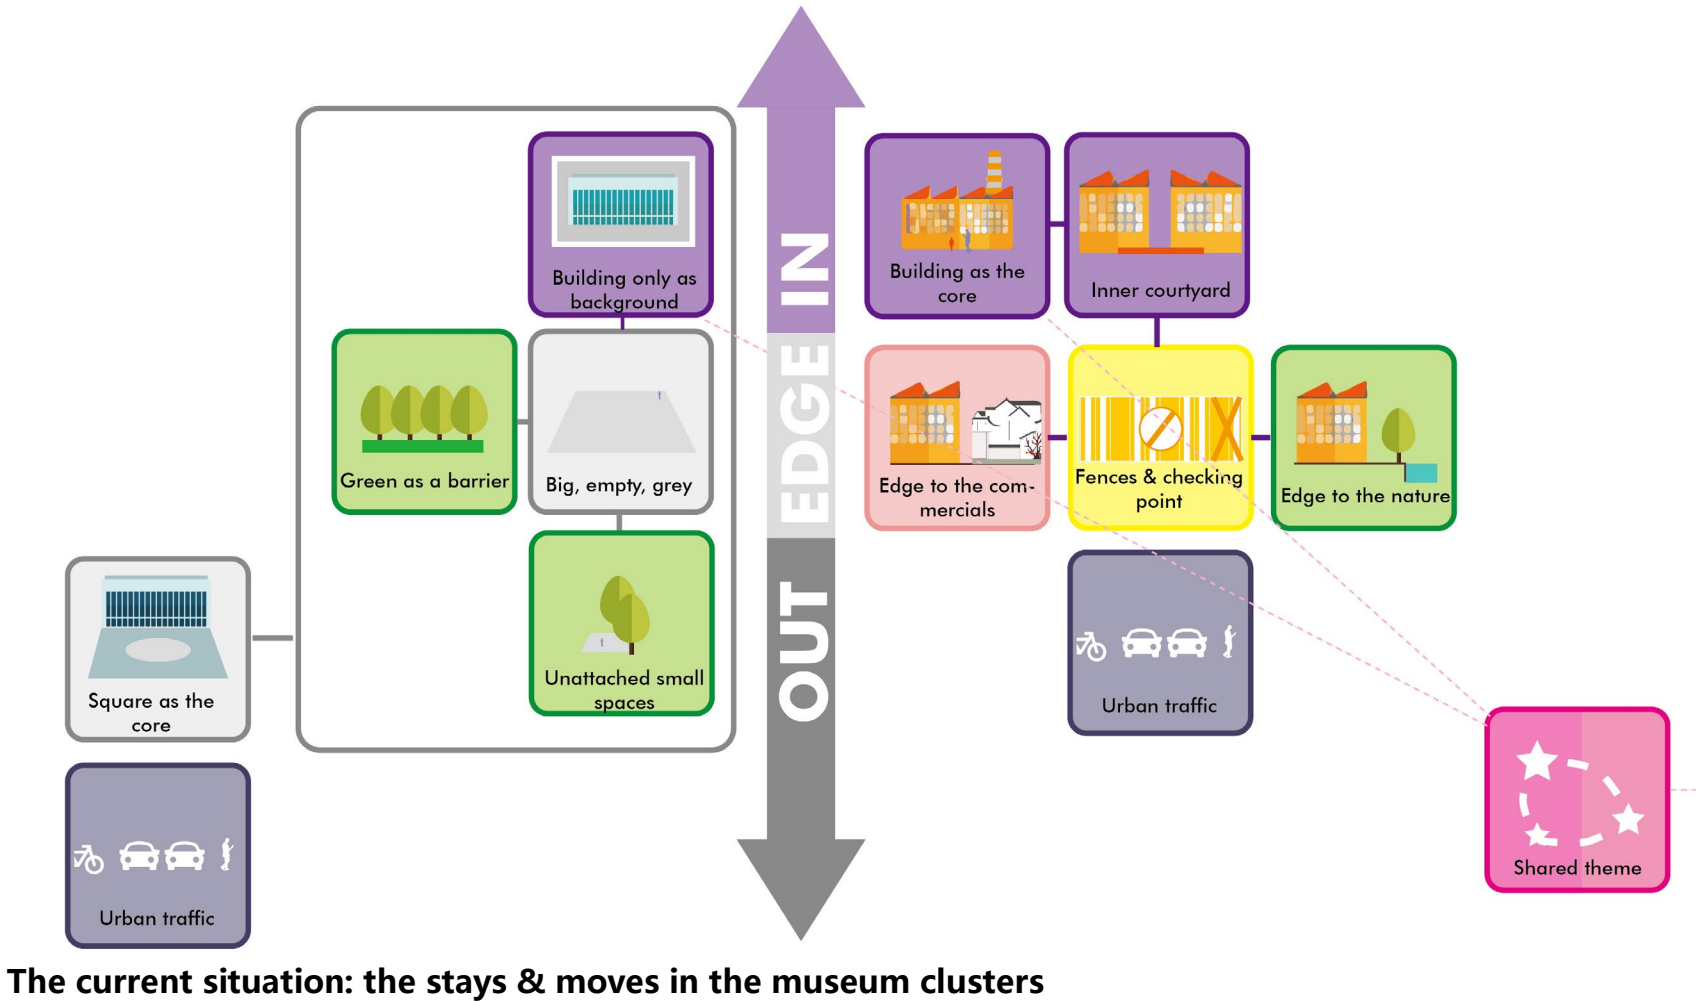 Building only as
background
Green as a barrier
Big, empty, grey
Unattached small
spaces
Square as the
core
Urban traffic
IN
EDGE
OUT
Building as the
core
Inner courtyard
Edge to the com-
mercials
Fences & checking
point
Edge to the nature
Urban traffic
Shared theme
The current situation: the stays & moves in the museum clusters